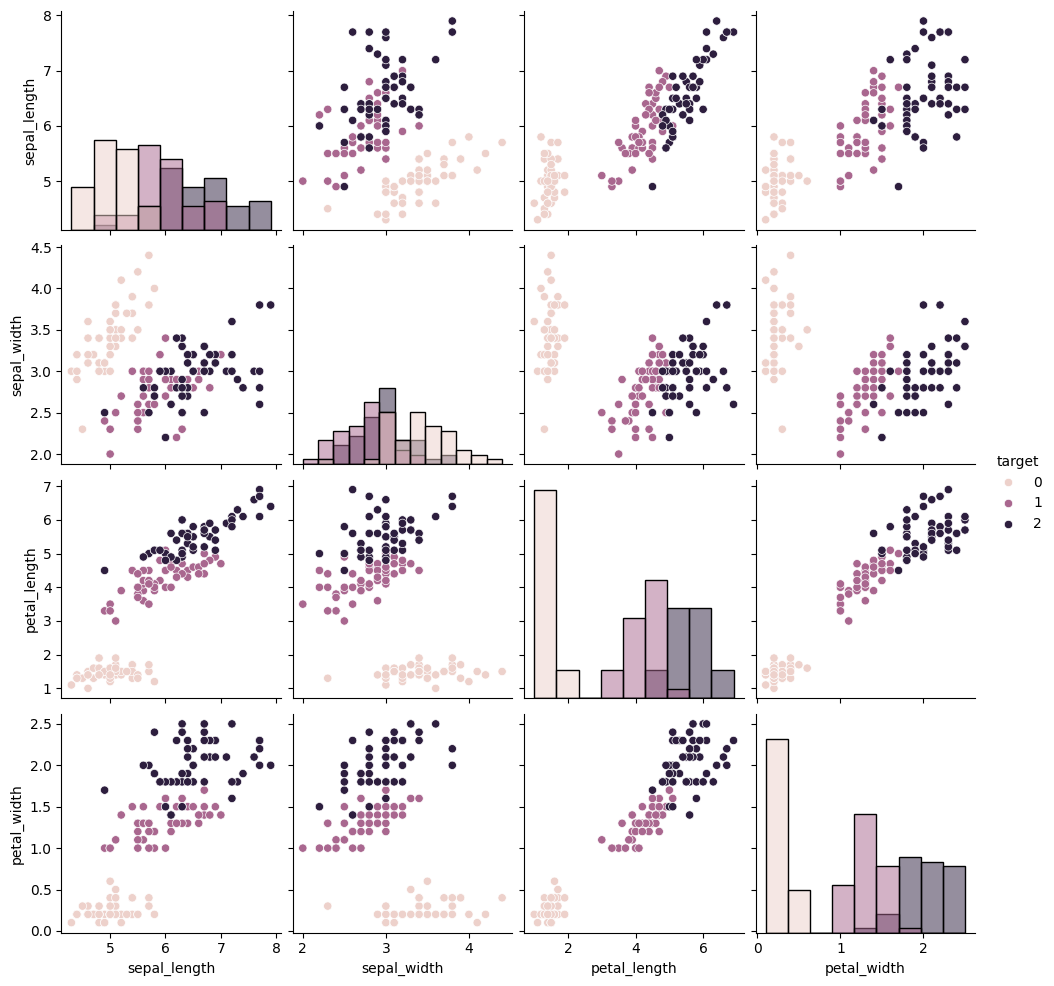 8
7
6
5
sepal_length
4.5
4.0
3.5
3.0
2.5
2.0
sepal_width
target
0
1
2
7
6
5
4
3
2
1
petal_length
2.5
2.0
1.5
1.0
0.5
0.0
petal_width
5 6 7 8
2 3 4
2 4 6
0 1 2
sepal_length sepal_width petal_length petal_width